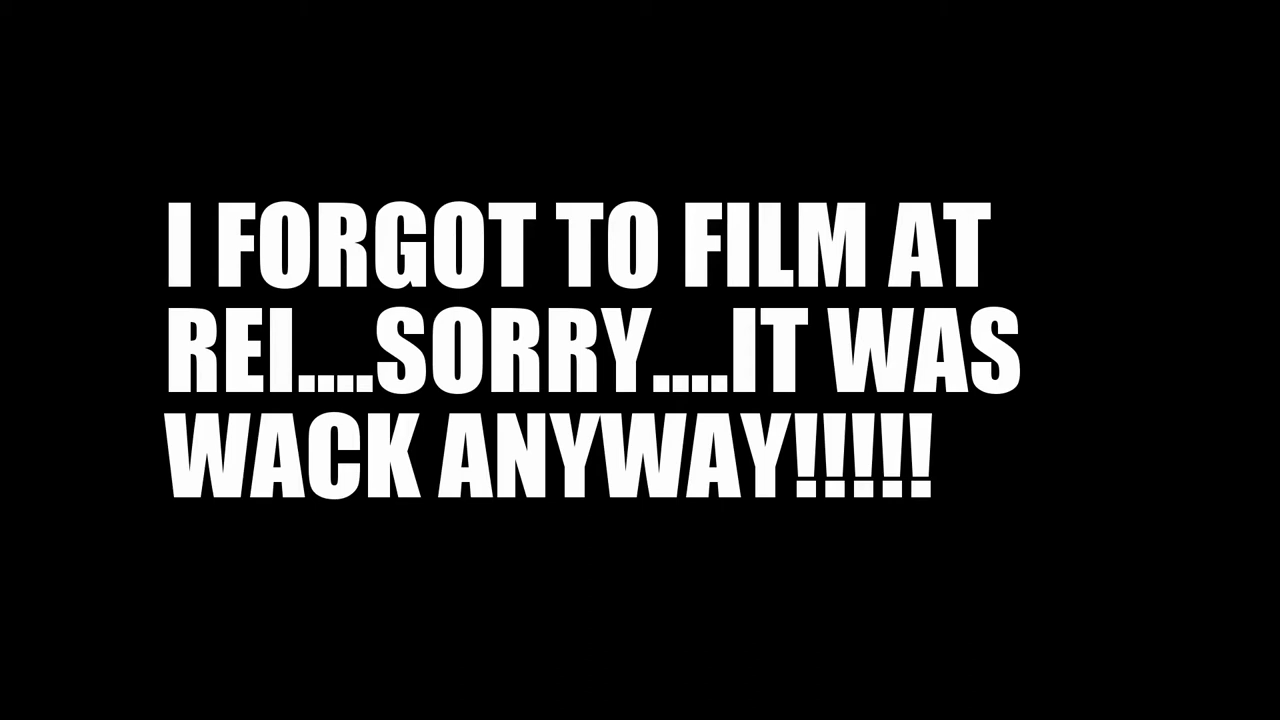 I FORGOT TO FILM AT
REI....SORRY....IT WAS
WACK ANYWAY!!!!!